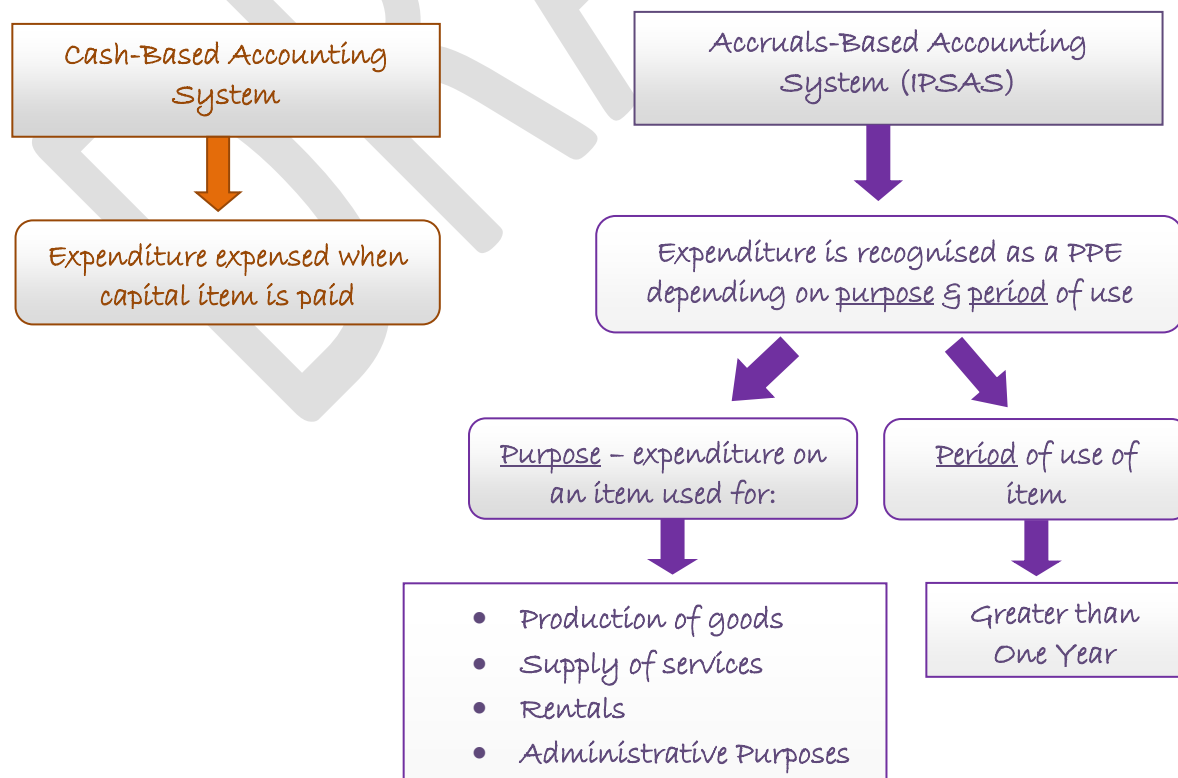 Cash-Based Accounting
System
Accruals-Based Accounting
System (IPSAS)
Expenditure expensed when
capital item is paid
Expenditure is recognised as a PPE
depending on purpose & period of use
Purpose – expenditure on
an item used for:
Period of use of
item
• Production of goods
• Supply of services
• Rentals
• Administrative Purposes
Greater than
One Year